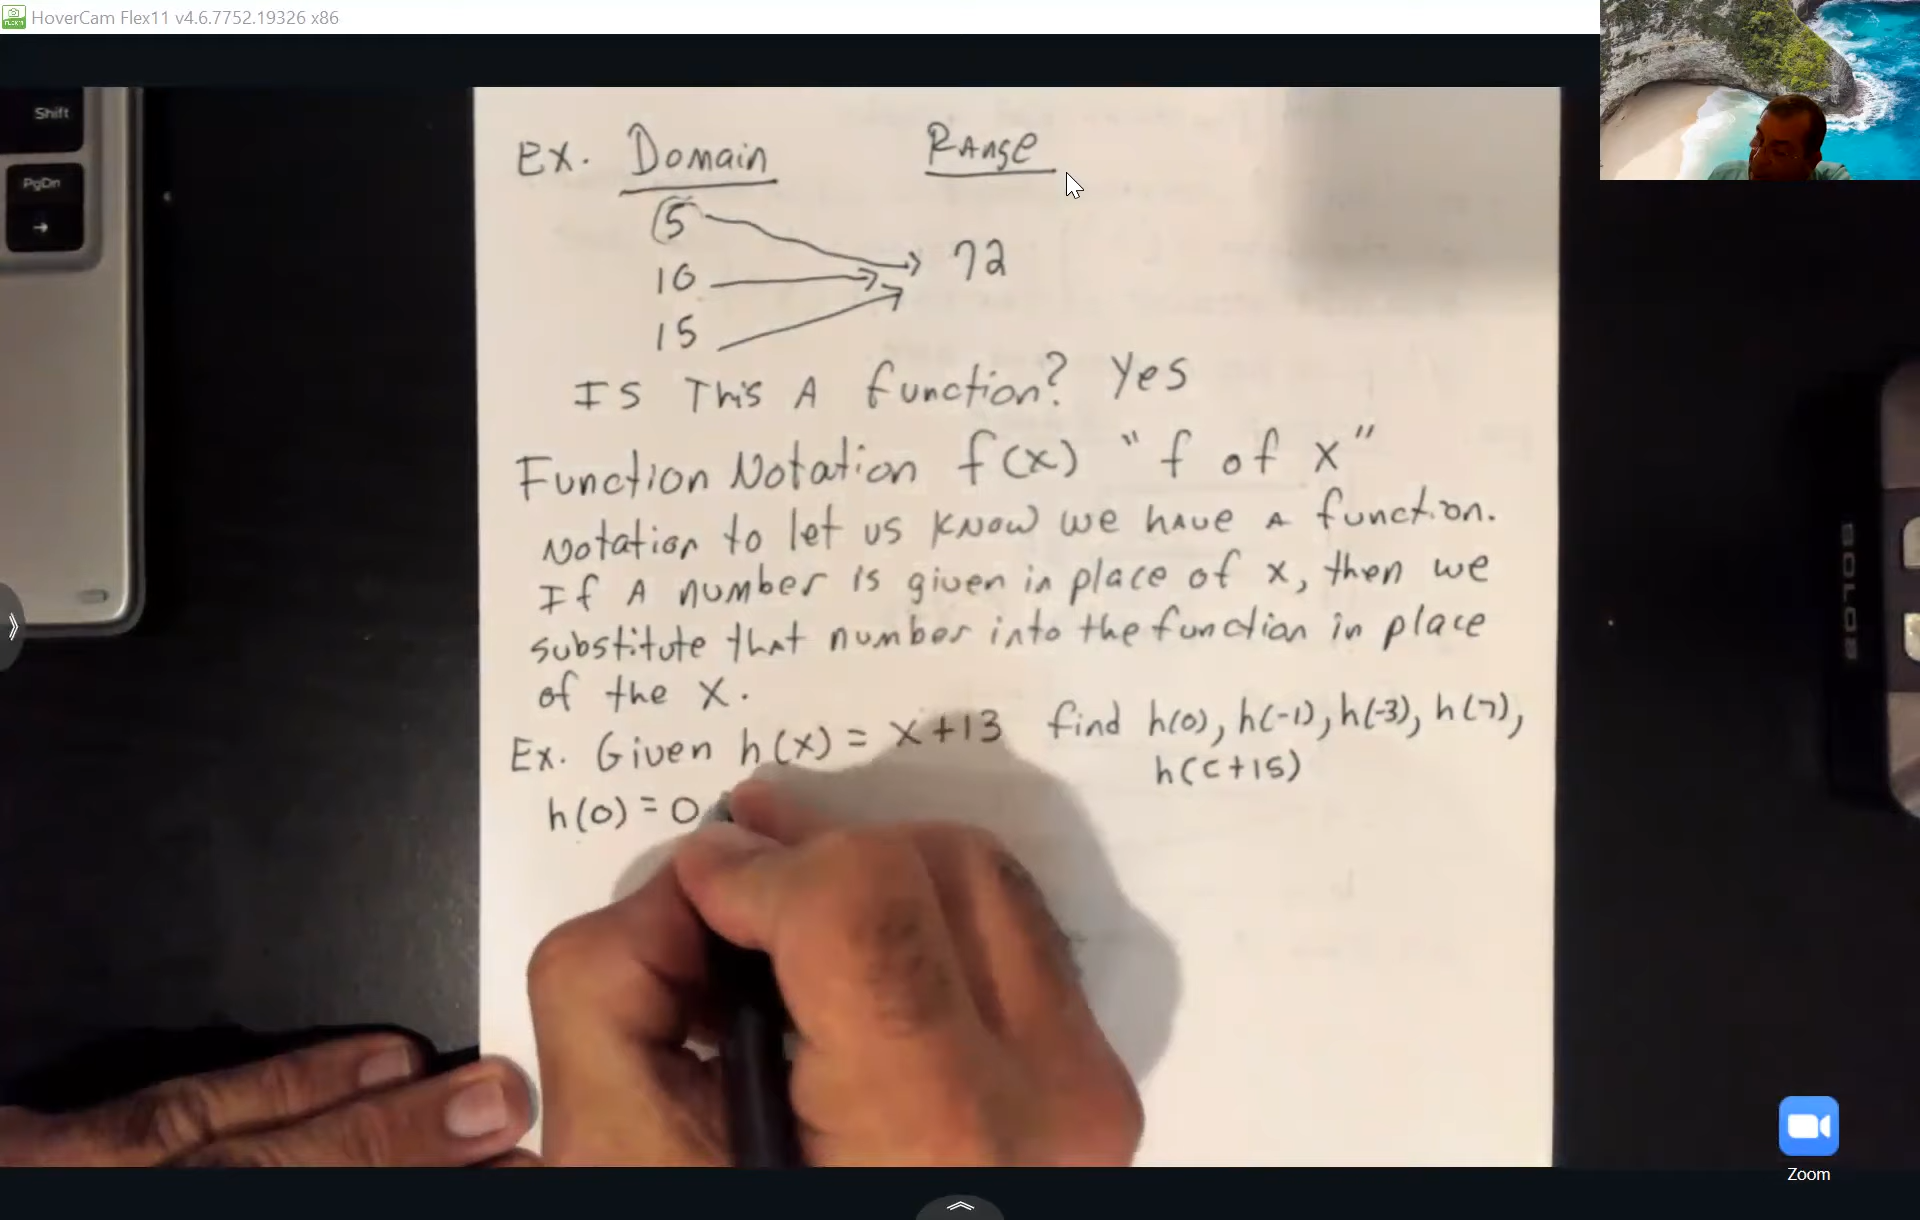 HoverCam Flex11 v4.6.7752.19326 x86
Shift
PgDn
Ex. Domain Range
5
10 72
15
Is This A function? Yes
Function Notation f(x) "f of x"
Notation to let us know we have a function.
If A number is given in place of x, then we
substitute that number into the function in place
of the x.
Ex. Given h(x) = x+13 find h(0), h(-1), h(-3), h(7),
h(c+15)
h(0) = 0
Zoom